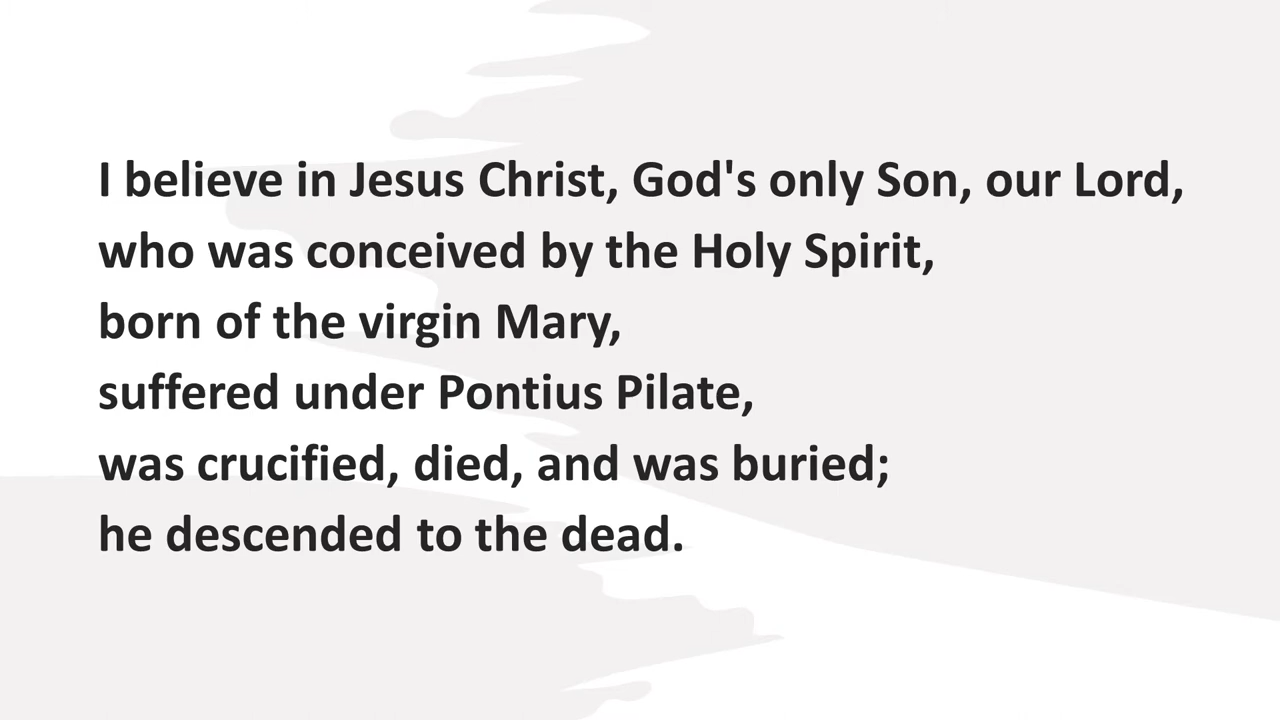 I believe in Jesus Christ, God's only Son, our Lord,
who was conceived by the Holy Spirit,
born of the virgin Mary,
suffered under Pontius Pilate,
was crucified, died, and was buried;
he descended to the dead.